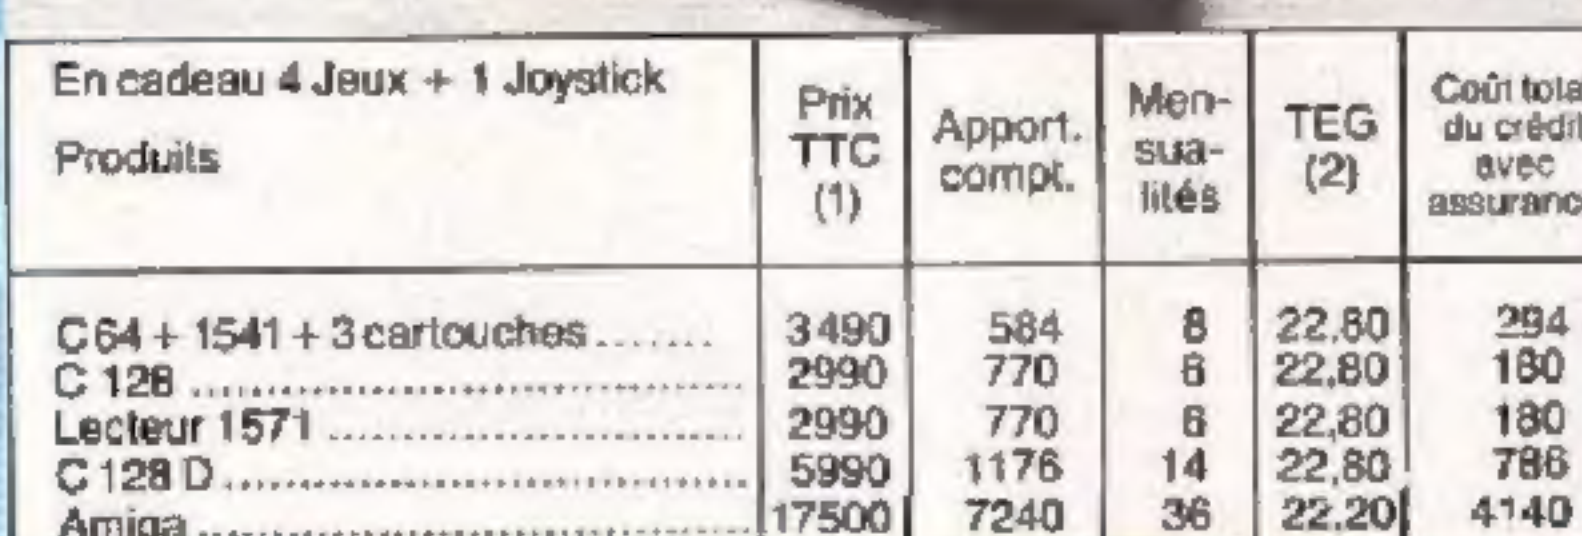 En cadeau 4 Jeux + 1 Joystick
Produits
Prix
TTC
(1)
Apport.
compt.
Men-
sua-
lités
TEG
(2)
Coût total
du crédit
avec
assurance
C64 + 1541 + 3 cartouches ....... 3490 584 8 22.80 294
C 128 ................................... 2990 770 6 22,80 180
Lecteur 1571 .......................... 2990 770 6 22,80 180
C 128 D ................................. 5990 1176 14 22,80 786
Amiga ................................... 17500 7240 36 22.20 4140